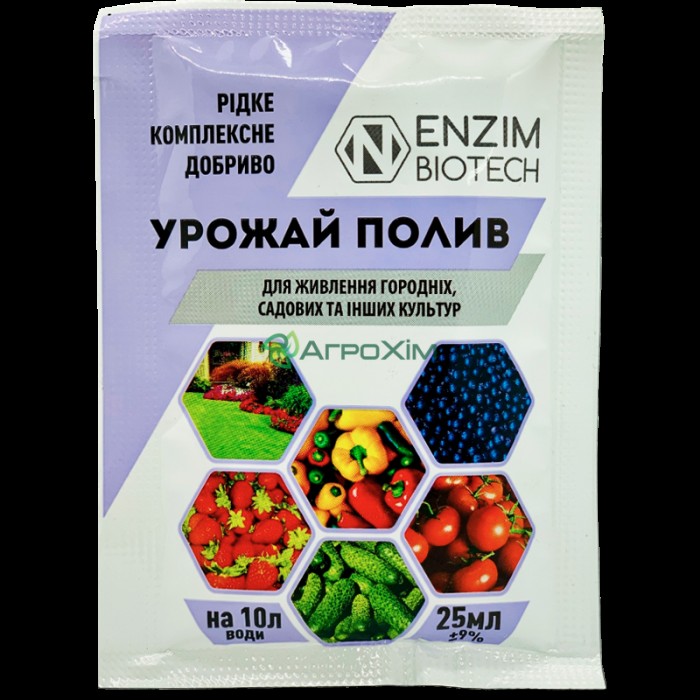 РІДКЕ
КОМПЛЕКСНЕ
ДОБРИВО
N ENZIM
BIOTECH
УРОЖАЙ ПОЛИВ
ДЛЯ ЖИВЛЕННЯ ГОРОДНІХ,
САДОВИХ ТА ІНШИХ КУЛЬТУР
АгроХім
на 10л
води
25мл
±9%